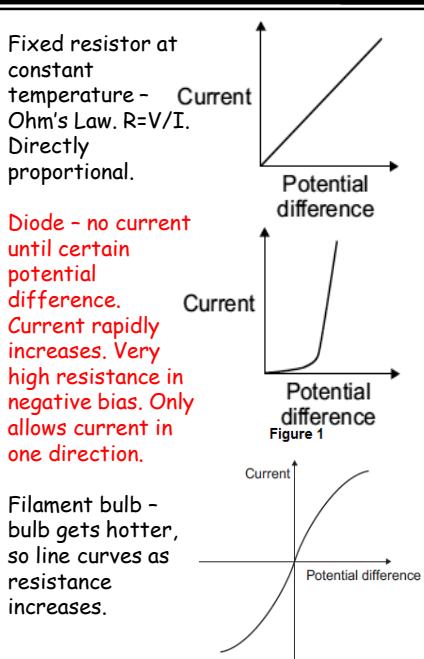 Fixed resistor at
constant
temperature –
Ohm's Law. R=V/I.
Directly
proportional.
Current
Potential
difference
Diode – no current
until certain
potential
difference.
Current rapidly
increases. Very
high resistance in
negative bias. Only
allows current in
one direction.
Current
Potential
difference
Figure 1
Filament bulb –
bulb gets hotter,
so line curves as
resistance
increases.
Current
Potential difference